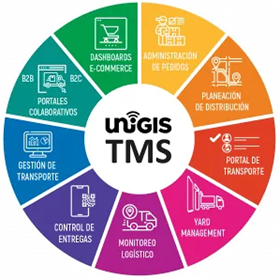 DASHBOARDS
E-COMMERCE
ADMINISTRACIÓN
DE PEDIDOS
PLANEACIÓN
DE DISTRIBUCIÓN
PORTAL DE
TRANSPORTE
YARD
MANAGEMENT
MONITOREO
LOGÍSTICO
CONTROL DE
ENTREGAS
GESTIÓN DE
TRANSPORTE
B2B B2C
PORTALES
COLABORATIVOS
UNIGIS
TMS